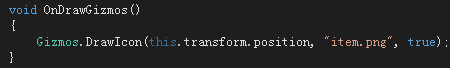 void OnDrawGizmos()
{
    Gizmos.DrawIcon(this.transform.position, "item.png", true);
}